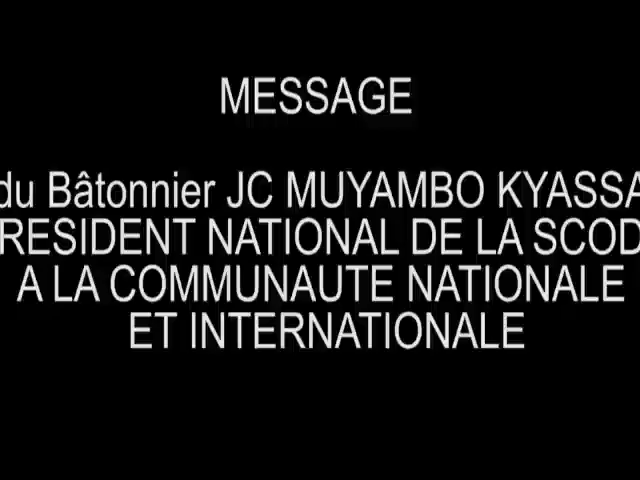 MESSAGE
du Bâtonnier JC MUYAMBO KYASSA
RESIDENT NATIONAL DE LA SCOD
A LA COMMUNAUTE NATIONALE
ET INTERNATIONALE